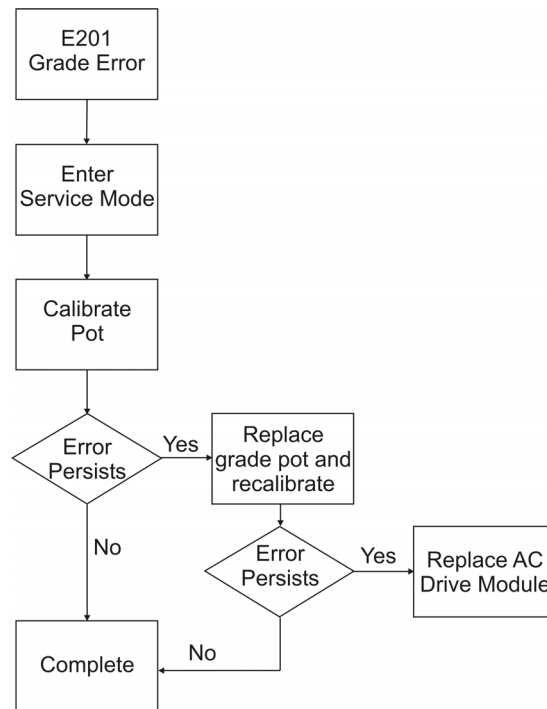 E201
Grade Error
Enter
Service Mode
Calibrate
Pot
Error
Persists
Yes
Replace
grade pot and
recalibrate
No
Error
Persists
Yes
Replace AC
Drive Module
No
Complete